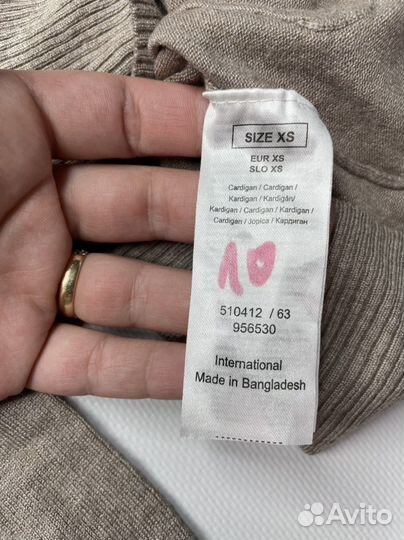 SIZE XS
EUR XS
SLO XS
Cardigan / Cardigan /
Kardigan / Kardigán/
Kardigan / Cardigan / Kardigan /
Cardigan / Jopica / Кардиган
10
510412 / 63
956530
International
Made in Bangladesh
Avito